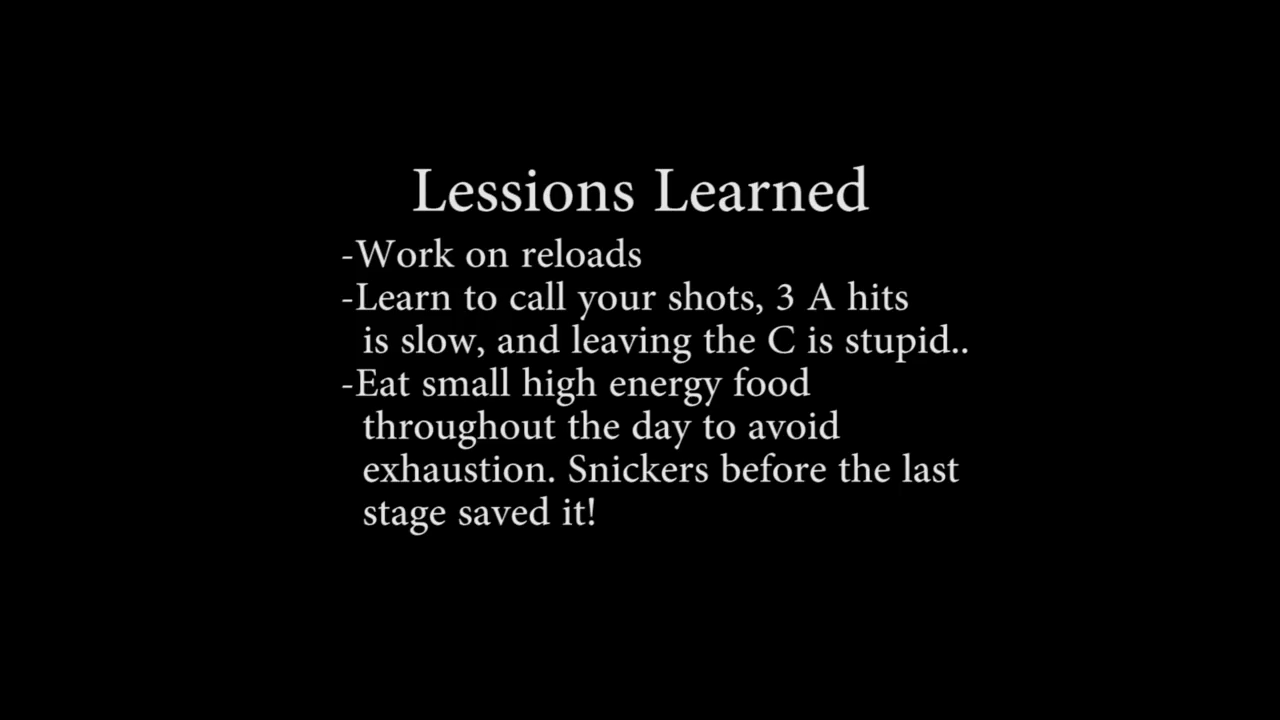 Lessions Learned
-Work on reloads
-Learn to call your shots, 3 A hits
is slow, and leaving the C is stupid..
-Eat small high energy food
throughout the day to avoid
exhaustion. Snickers before the last
stage saved it!